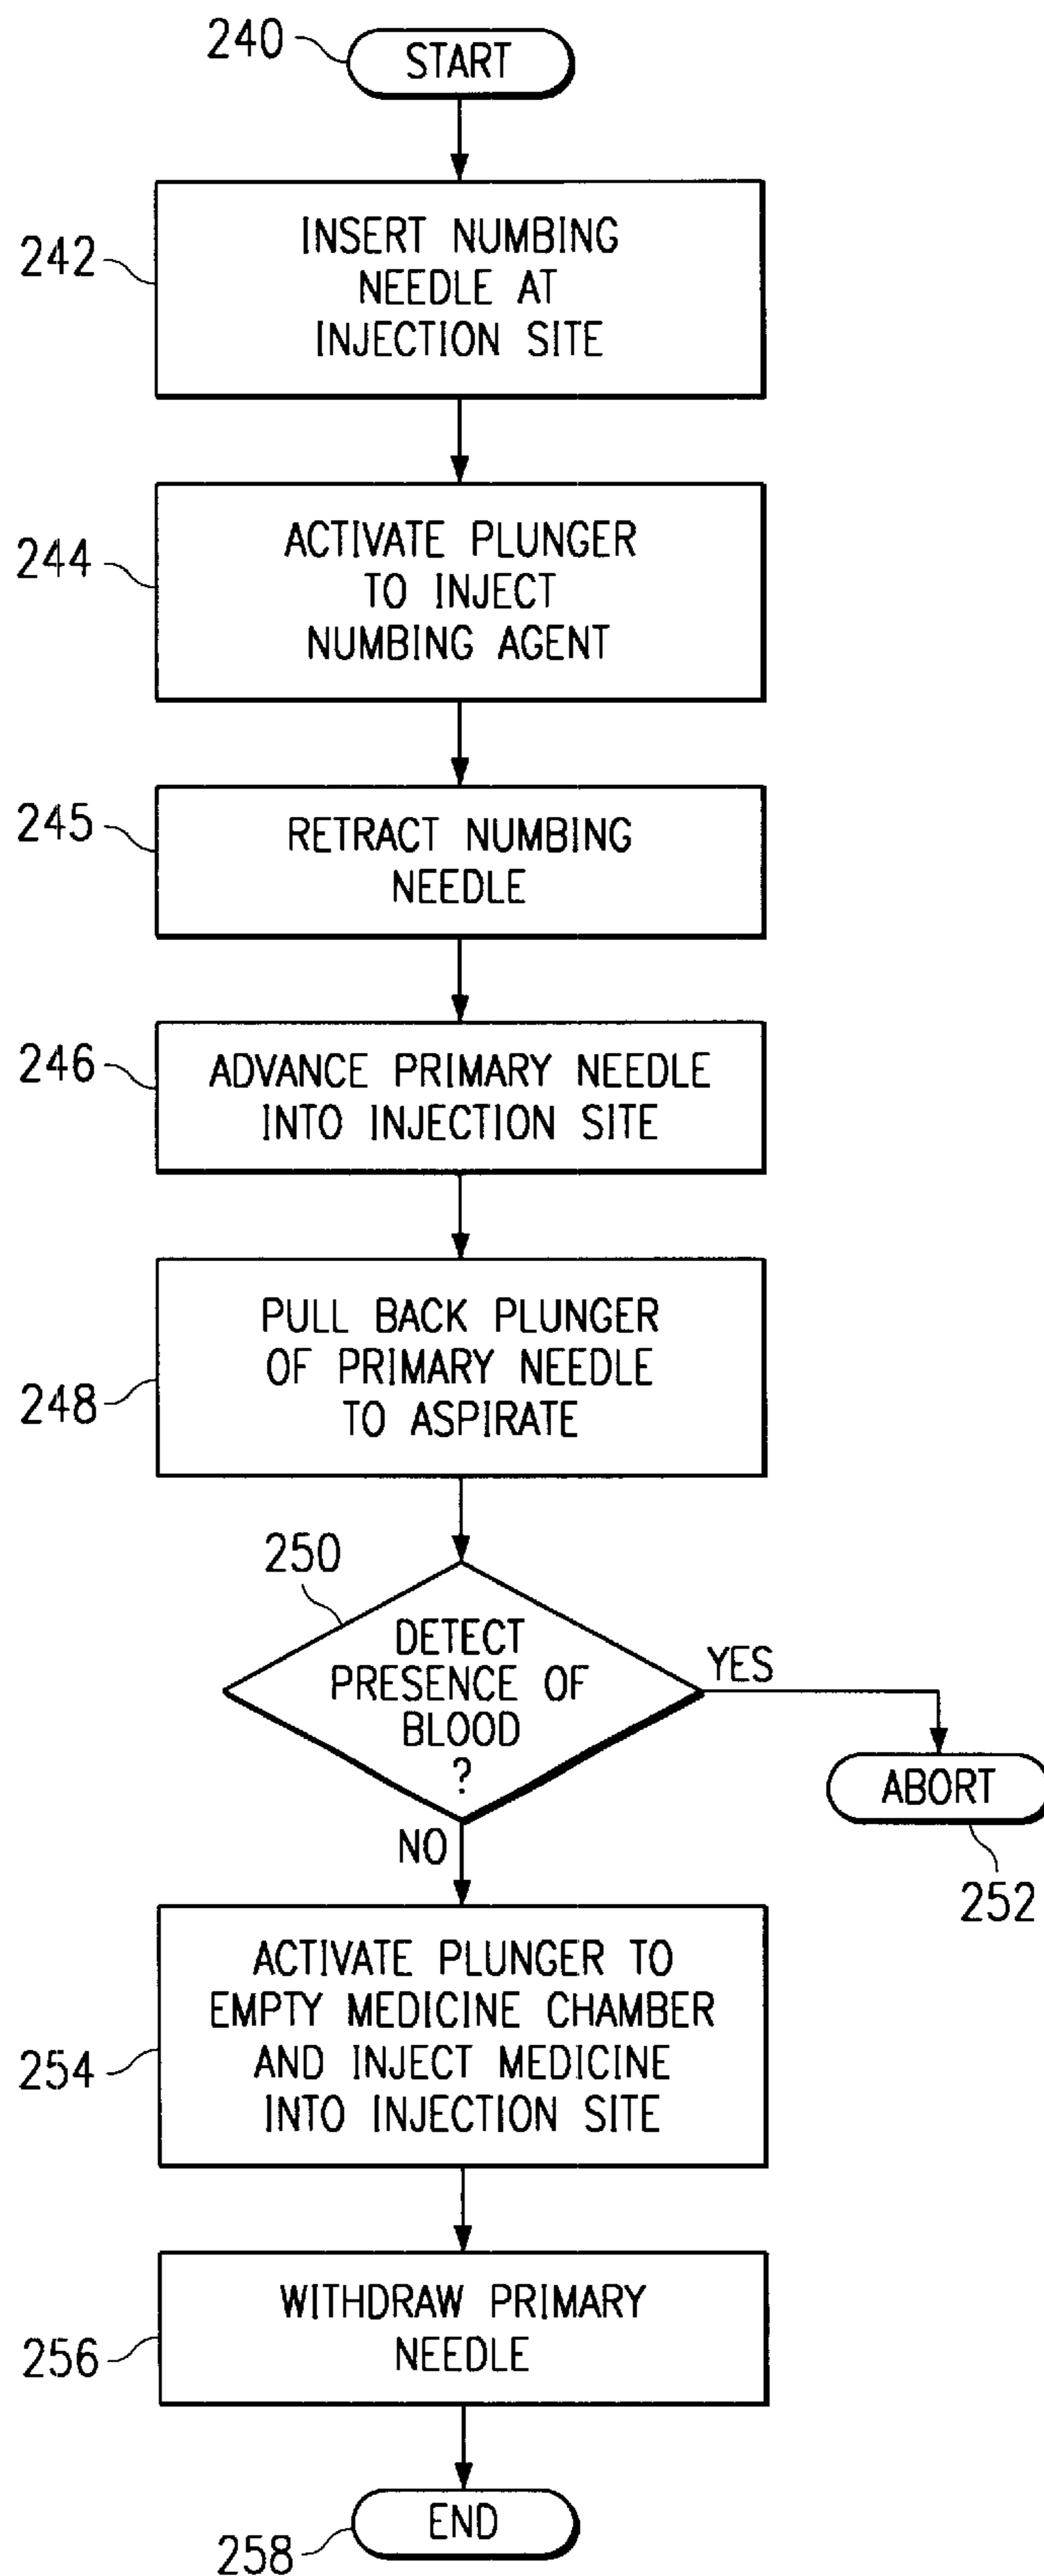 240
START
242
INSERT NUMBING
NEEDLE AT
INJECTION SITE
244
ACTIVATE PLUNGER
TO INJECT
NUMBING AGENT
245
RETRACT NUMBING
NEEDLE
246
ADVANCE PRIMARY NEEDLE
INTO INJECTION SITE
248
PULL BACK PLUNGER
OF PRIMARY NEEDLE
TO ASPIRATE
250
DETECT
PRESENCE OF
BLOOD
?
YES
ABORT
252
NO
254
ACTIVATE PLUNGER TO
EMPTY MEDICINE CHAMBER
AND INJECT MEDICINE
INTO INJECTION SITE
256
WITHDRAW PRIMARY
NEEDLE
258
END